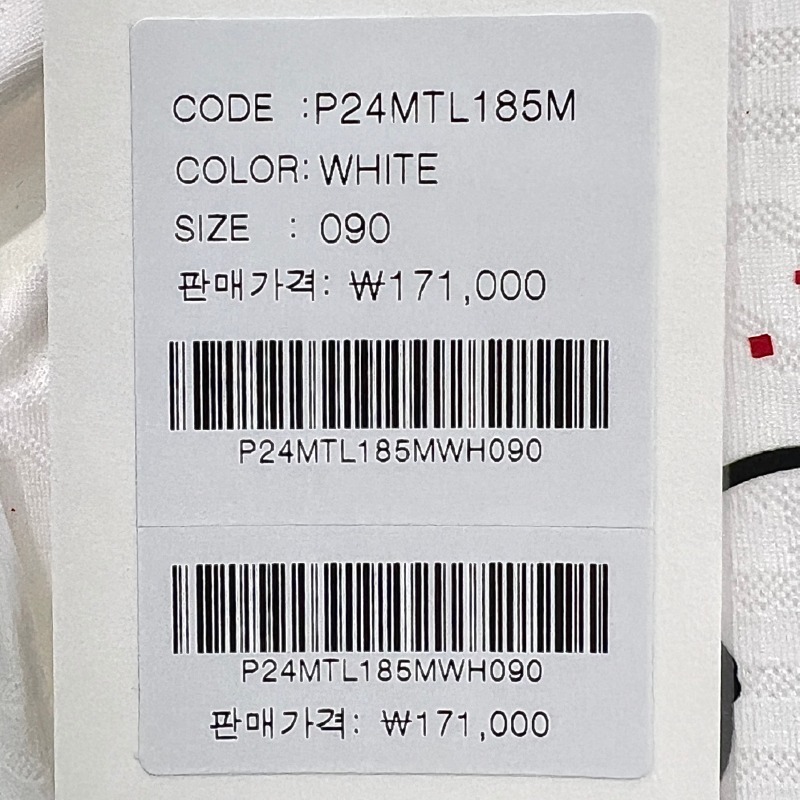 CODE :P24MTL185M
COLOR: WHITE
SIZE : 090
판매가격: ₩171,000
P24MTL185MWH090
P24MTL185MWH090
판매가격: ₩171,000